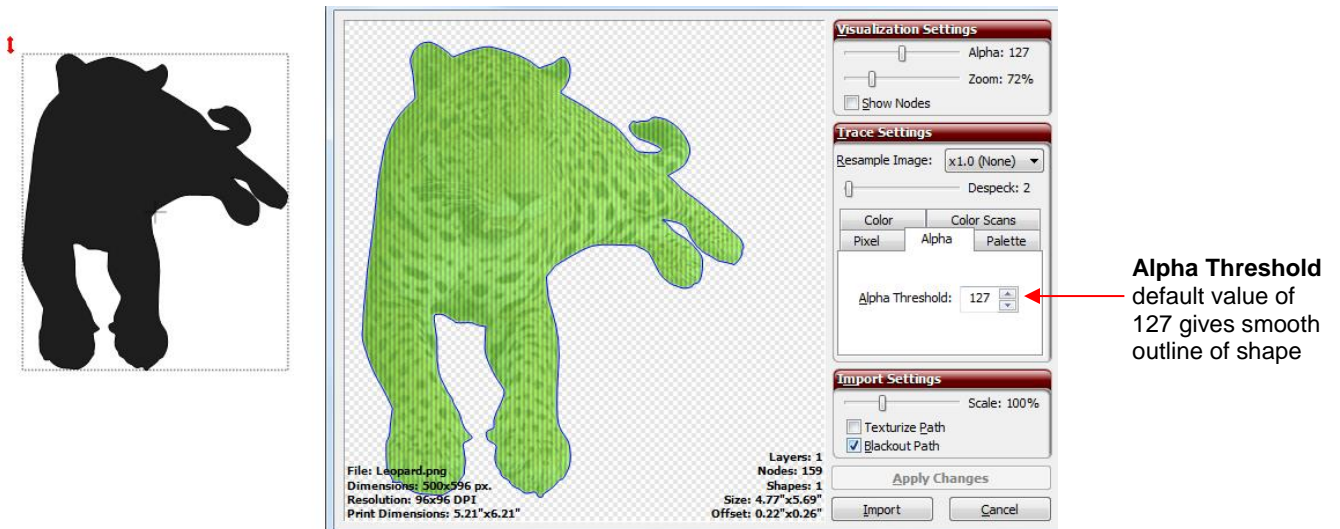 Visualization Settings
Alpha: 127
Zoom: 72%
Show Nodes
Trace Settings
Resample Image: x1.0 (None)
Despeck: 2
Color Color Scans
Pixel Alpha Palette
Alpha Threshold: 127
Import Settings
Scale: 100%
Texturize Path
Blackout Path
Apply Changes
Import Cancel
File: Leopard.png
Dimensions: 500x596 px.
Resolution: 96x96 DPI
Print Dimensions: 5.21"x6.21"
Layers: 1
Nodes: 159
Shapes: 1
Size: 4.77"x5.69"
Offset: 0.22"x0.26"
Alpha Threshold
default value of
127 gives smooth
outline of shape